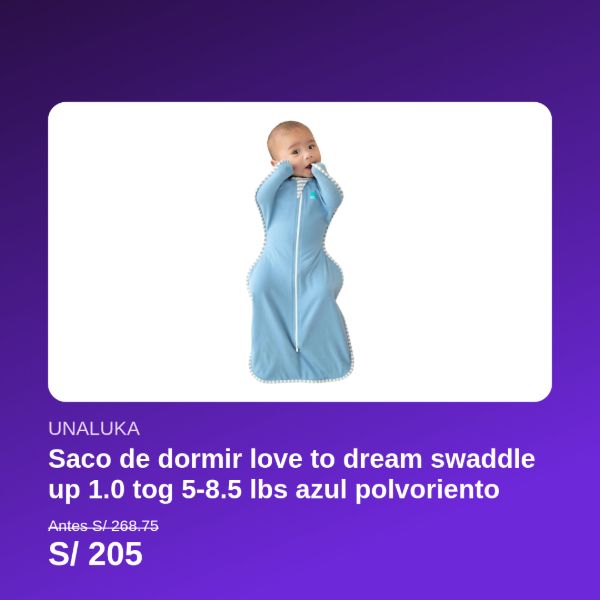 UNALUKA
Saco de dormir love to dream swaddle
up 1.0 tog 5-8.5 lbs azul polvoriento
Antes S/ 268.75
S/ 205